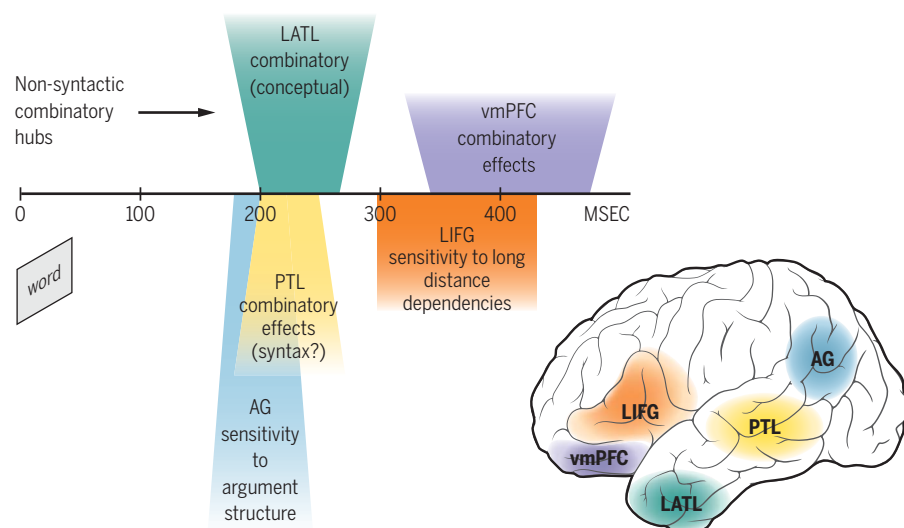 LATL
combinatory
(conceptual)
Non-syntactic
combinatory
hubs
vmPFC
combinatory
effects
0
100
200
300
400
MSEC
word
PTL
combinatory
effects
(syntax?)
LIFG
sensitivity to long
distance
dependencies
AG
sensitivity
to
argument
structure
AG
LIFG
PTL
vmPFC
LATL